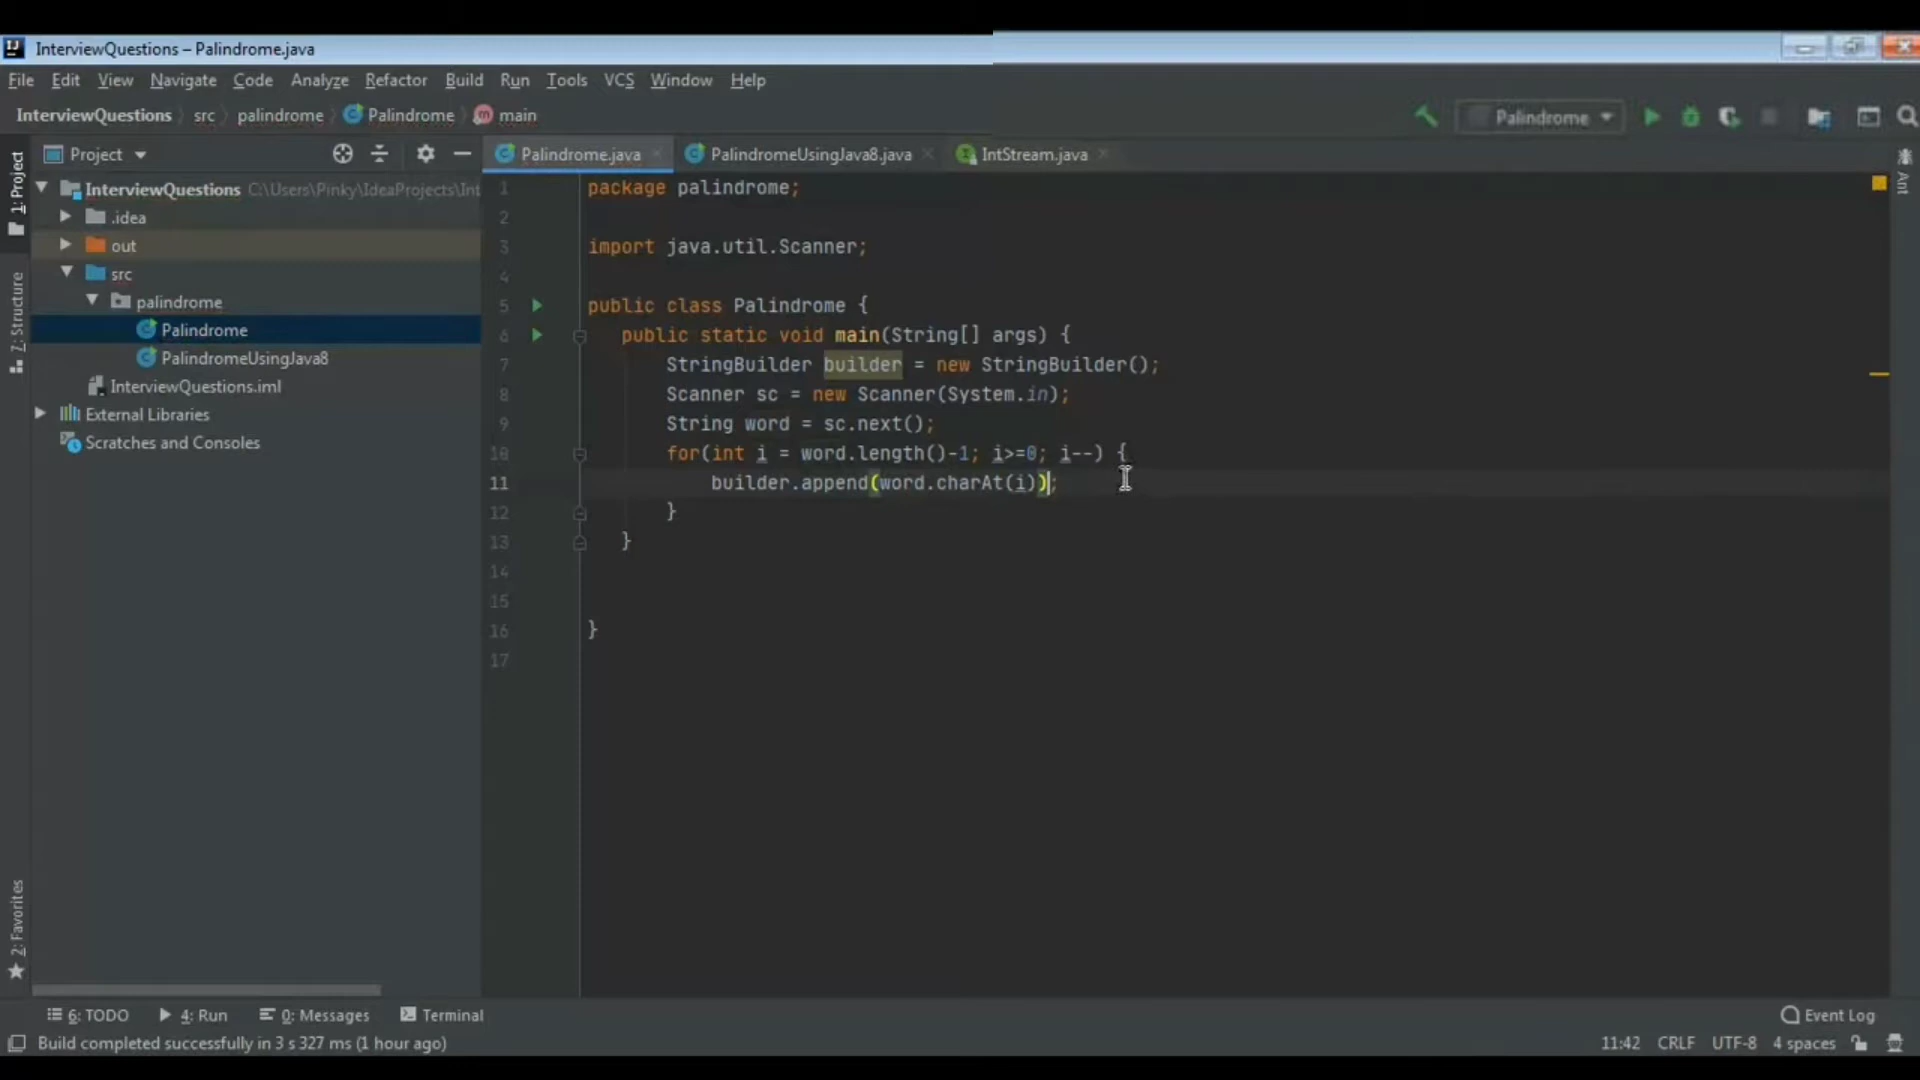 InterviewQuestions – Palindrome.java
File Edit View Navigate Code Analyze Refactor Build Run Tools VCS Window Help
InterviewQuestions src palindrome Palindrome main
Palindrome
Project
Palindrome.java PalindromeUsingJava8.java IntStream.java
1: Project
7: Structure
2: Favorites
Ant
InterviewQuestions C:\Users\Pinky\IdeaProjects\Int
.idea
out
src
palindrome
Palindrome
PalindromeUsingJava8
InterviewQuestions.iml
External Libraries
Scratches and Consoles
1 package palindrome;
2
3 import java.util.Scanner;
4
5 public class Palindrome {
6 public static void main(String[] args) {
7 StringBuilder builder = new StringBuilder();
8 Scanner sc = new Scanner(System.in);
9 String word = sc.next();
10 for(int i = word.length()-1; i>=0; i--) {
11 builder.append(word.charAt(i));
12 }
13 }
14
15
16 }
17
6: TODO 4: Run 0: Messages Terminal Event Log
Build completed successfully in 3 s 327 ms (1 hour ago) 11:42 CRLF UTF-8 4 spaces